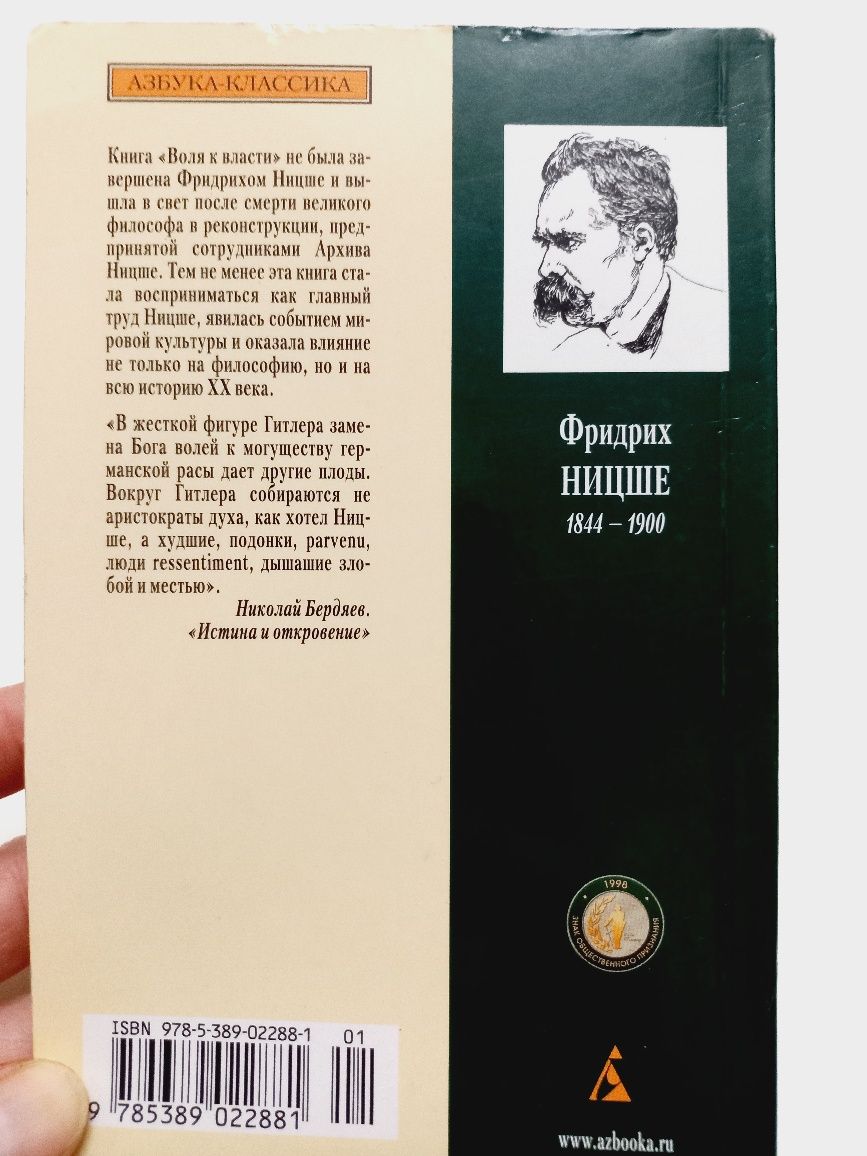 АЗБУКА-КЛАССИКА
Книга «Воля к власти» не была за-
вершена Фридрихом Ницше и вы-
шла в свет после смерти великого
философа в реконструкции, пред-
принятой сотрудниками Архива
Ницше. Тем не менее эта книга ста-
ла восприниматься как главный
труд Ницше, явилась событием ми-
ровой культуры и оказала влияние
не только на философию, но и на
всю историю XX века.
«В жесткой фигуре Гитлера заме-
на Бога волей к могуществу гер-
манской расы дает другие плоды.
Вокруг Гитлера собираются не
аристократы духа, как хотел Ниц-
ше, а худшие, подонки, parvenu,
люди ressentiment, дышашие зло-
бой и местью».
Николай Бердяев.
«Истина и откровение»
ISBN 978-5-389-02288-1
01
9 785389 022881
Фридрих
НИЦШЕ
1844 – 1900
1998
ЗНАК ОБЩЕСТВЕННОГО ПРИЗНАНИЯ
www.azbooka.ru